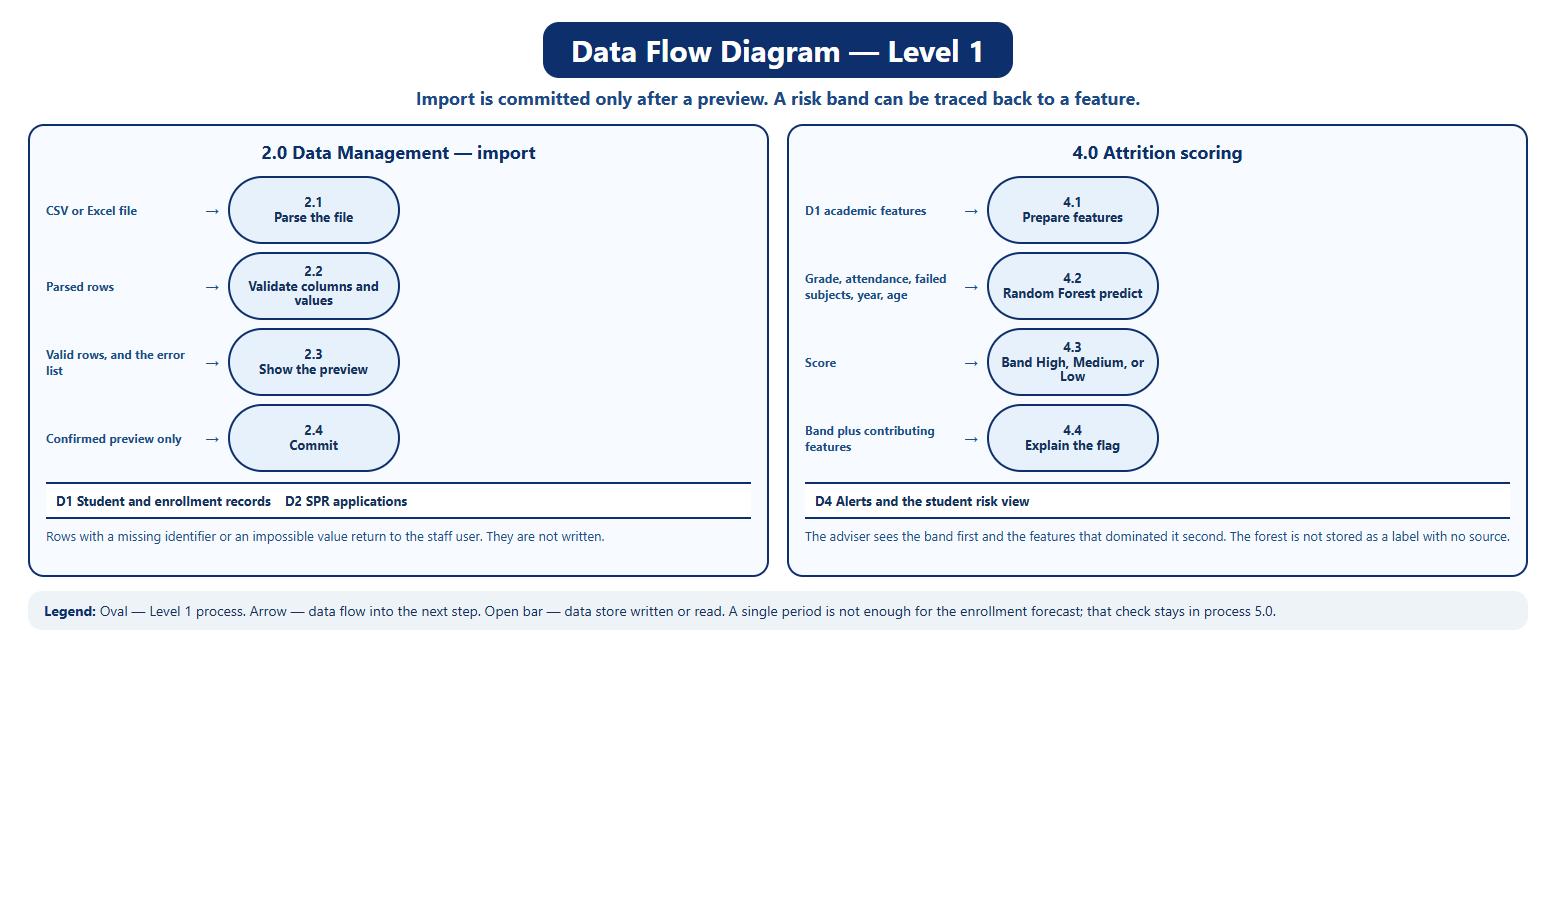 Data Flow Diagram — Level 1
Import is committed only after a preview. A risk band can be traced back to a feature.
2.0 Data Management — import
CSV or Excel file
→
2.1
Parse the file
Parsed rows
→
2.2
Validate columns and
values
Valid rows, and the error
list
→
2.3
Show the preview
Confirmed preview only
→
2.4
Commit
D1 Student and enrollment records D2 SPR applications
Rows with a missing identifier or an impossible value return to the staff user. They are not written.
4.0 Attrition scoring
D1 academic features
→
4.1
Prepare features
Grade, attendance, failed
subjects, year, age
→
4.2
Random Forest predict
Score
→
4.3
Band High, Medium, or
Low
Band plus contributing
features
→
4.4
Explain the flag
D4 Alerts and the student risk view
The adviser sees the band first and the features that dominated it second. The forest is not stored as a label with no source.
Legend: Oval — Level 1 process. Arrow — data flow into the next step. Open bar — data store written or read. A single period is not enough for the enrollment forecast; that check stays in process 5.0.